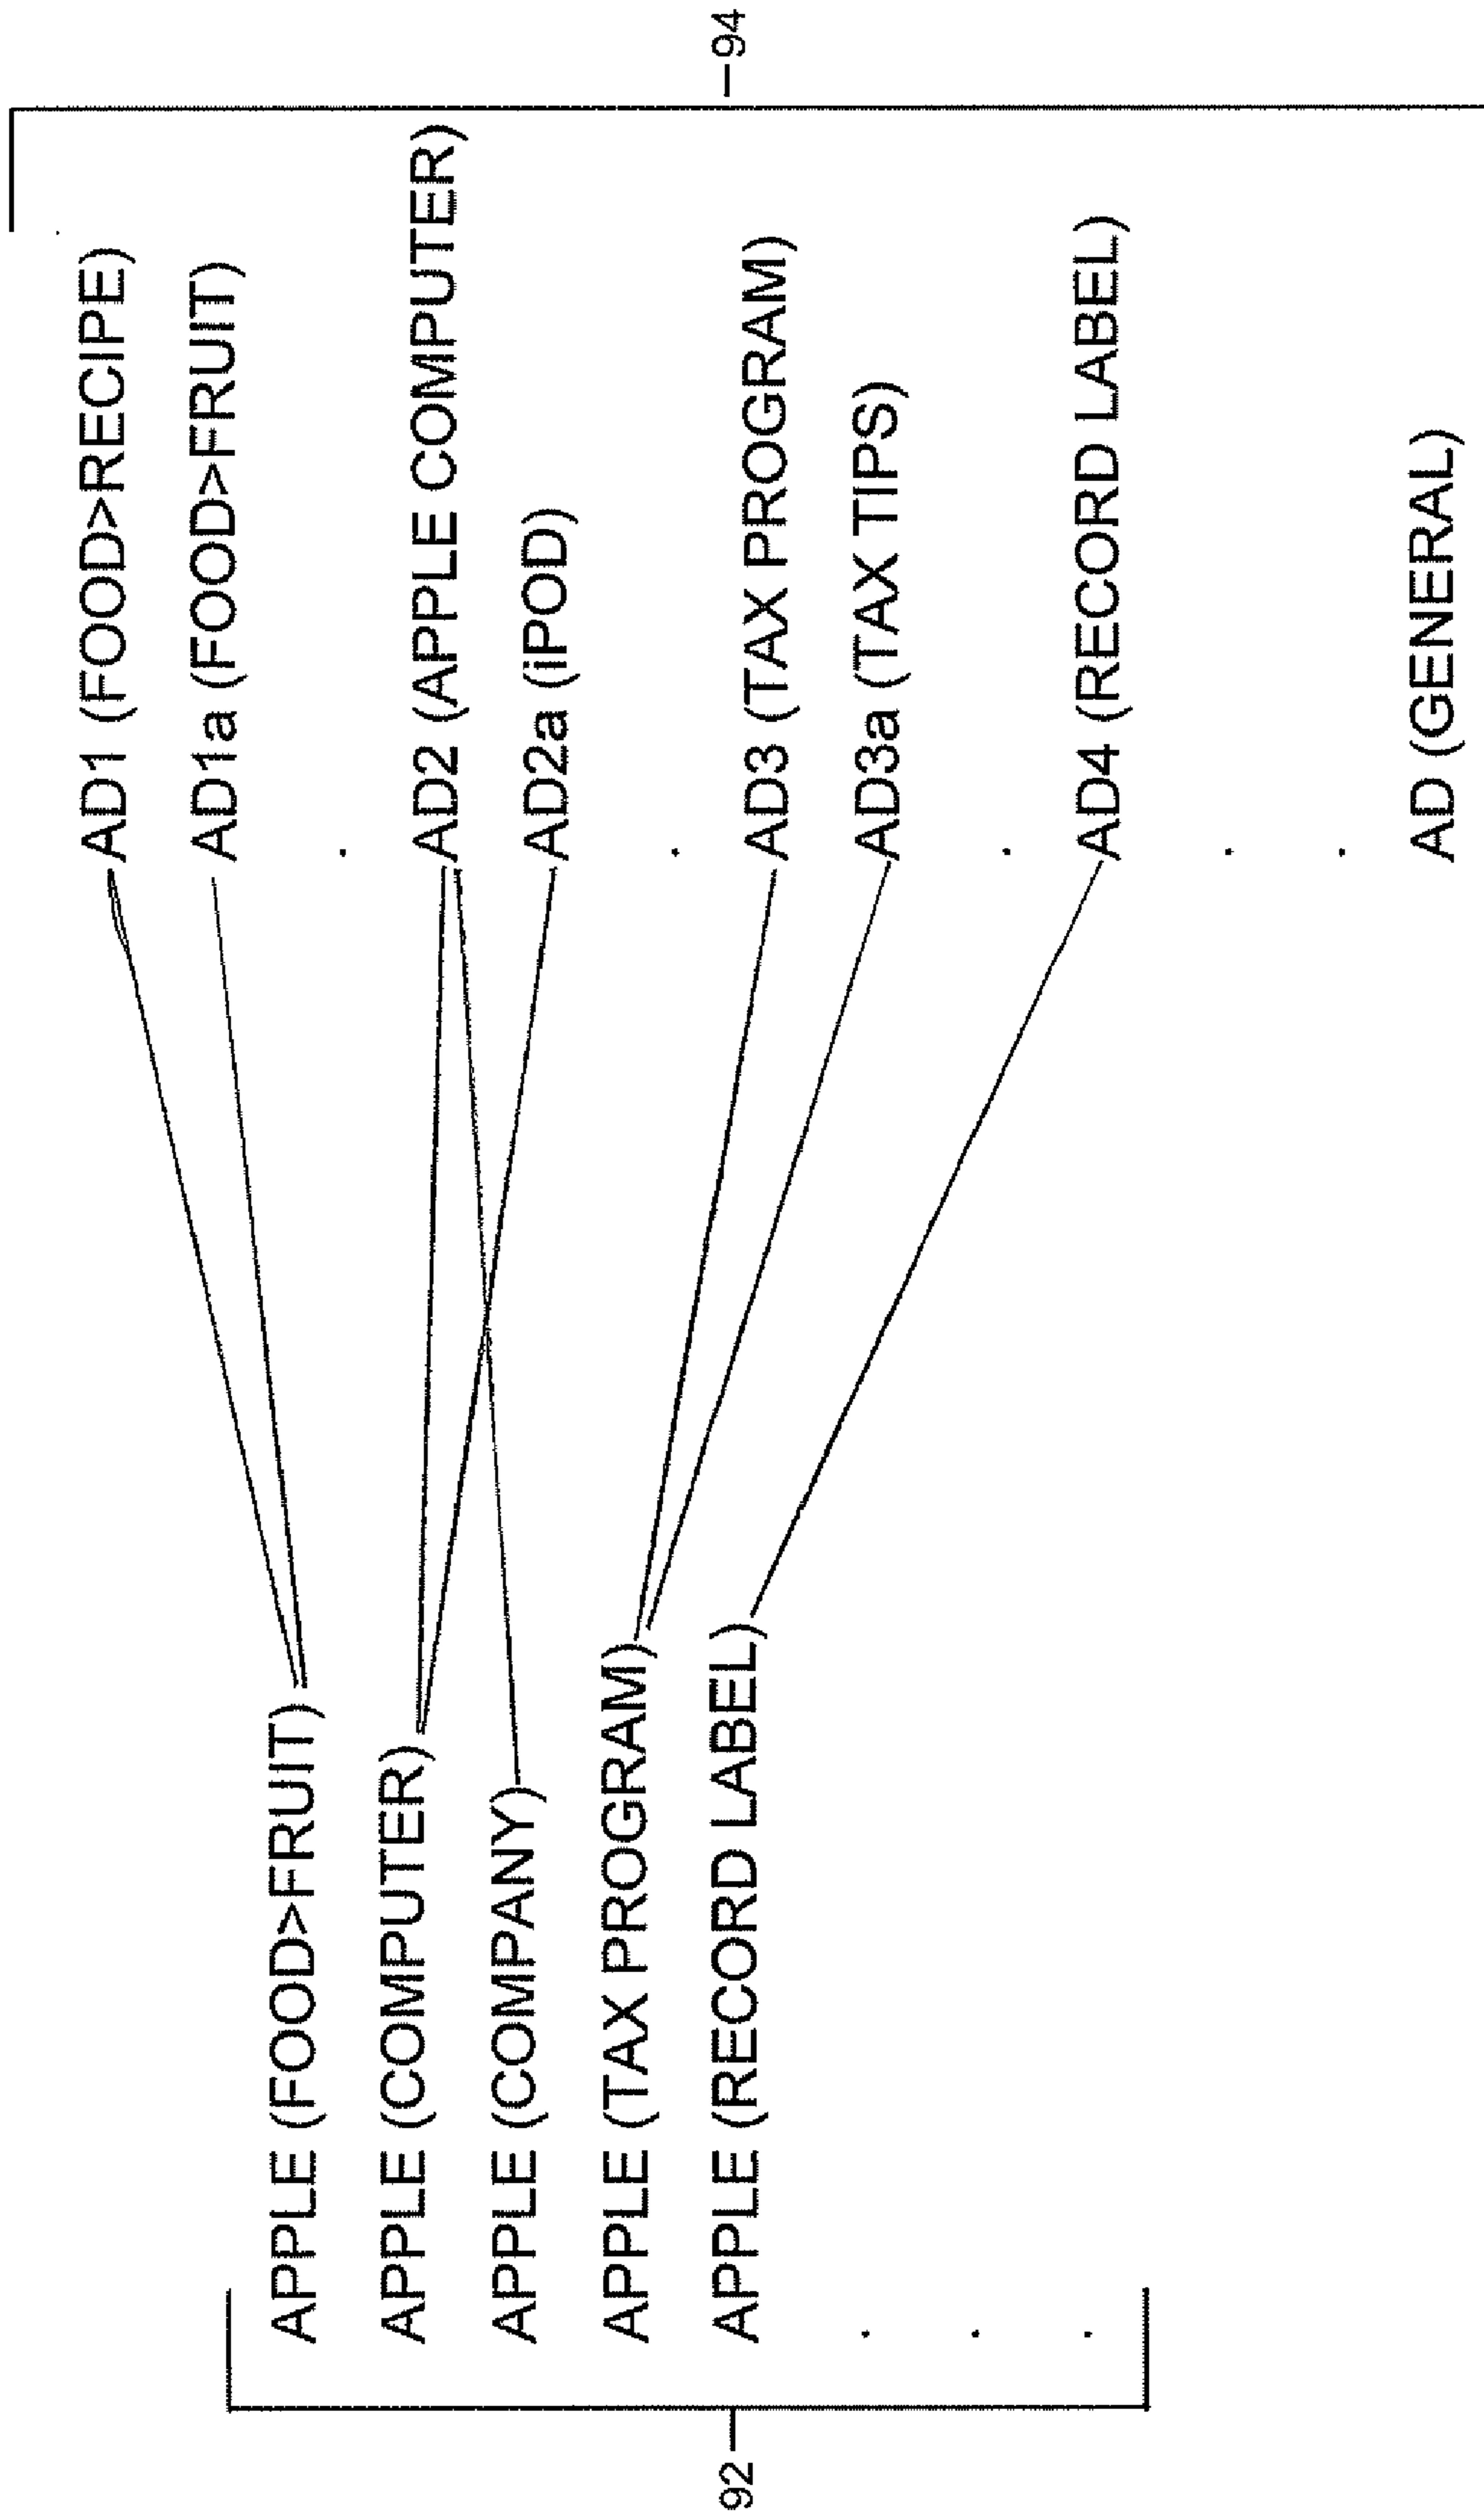 92
APPLE (FOOD>FRUIT)
APPLE (COMPUTER)
APPLE (COMPANY)
APPLE (TAX PROGRAM)
APPLE (RECORD LABEL)
.
.
.
AD1 (FOOD>RECIPE)
AD1a (FOOD>FRUIT)
.
AD2 (APPLE COMPUTER)
AD2a (iPOD)
.
AD3 (TAX PROGRAM)
AD3a (TAX TIPS)
.
AD4 (RECORD LABEL)
.
.
AD (GENERAL)
94